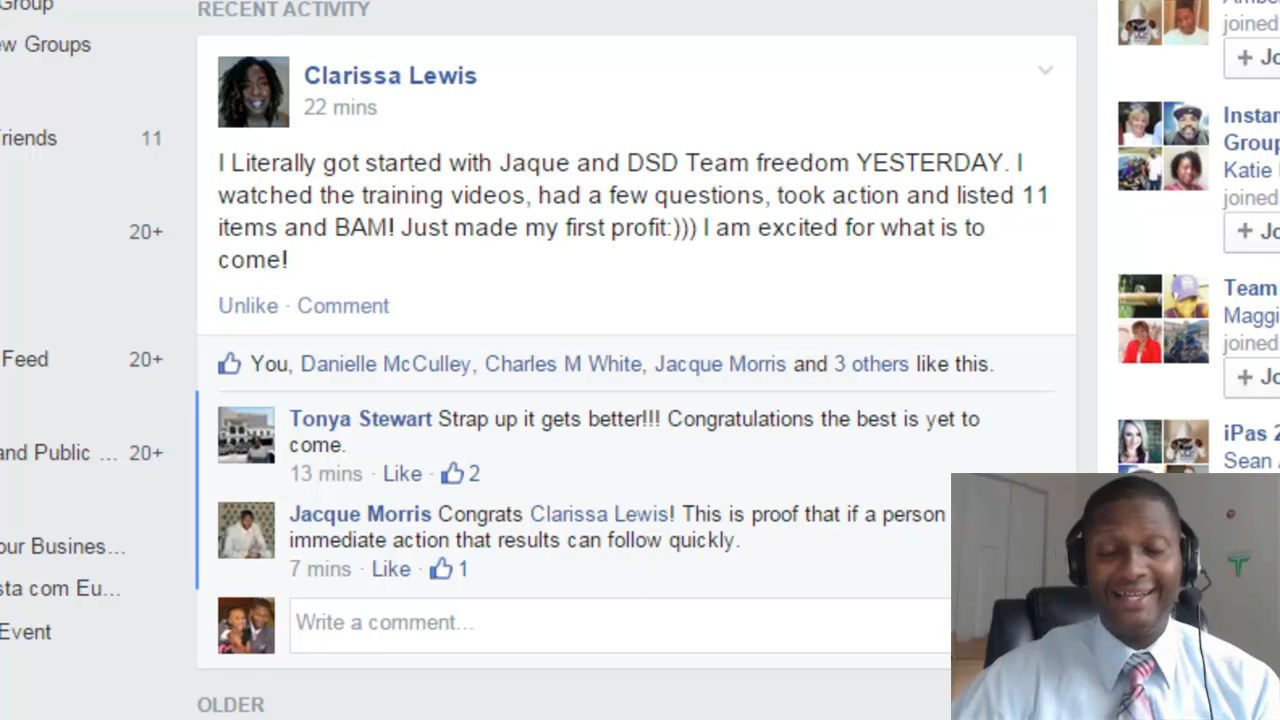 Group
RECENT ACTIVITY
joined
ew Groups
Clarissa Lewis
22 mins
+ Jo
riends 11
I Literally got started with Jaque and DSD Team freedom YESTERDAY. I
watched the training videos, had a few questions, took action and listed 11
items and BAM! Just made my first profit:))) I am excited for what is to
come!
Unlike · Comment
20+
Instan
Group
Katie
joined
+ Jo
You, Danielle McCulley, Charles M White, Jacque Morris and 3 others like this.
Feed 20+
Team
Maggi
joined
+ Jo
Tonya Stewart Strap up it gets better!!! Congratulations the best is yet to
come.
13 mins · Like · 2
and Public ... 20+
iPas 2
Sean
Jacque Morris Congrats Clarissa Lewis! This is proof that if a person
immediate action that results can follow quickly.
7 mins · Like · 1
our Business...
sta com Eu...
Event
Write a comment...
OLDER